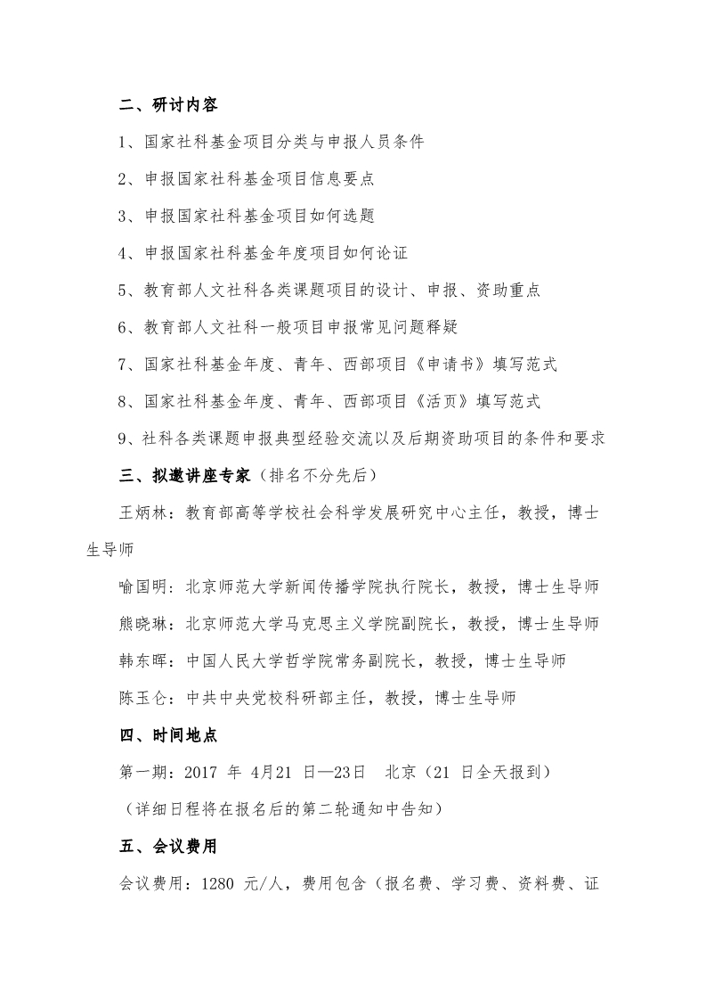 二、研讨内容
1、国家社科基金项目分类与申报人员条件
2、申报国家社科基金项目信息要点
3、申报国家社科基金项目如何选题
4、申报国家社科基金年度项目如何论证
5、教育部人文社科各类课题项目的设计、申报、资助重点
6、教育部人文社科一般项目申报常见问题释疑
7、国家社科基金年度、青年、西部项目《申请书》填写范式
8、国家社科基金年度、青年、西部项目《活页》填写范式
9、社科各类课题申报典型经验交流以及后期资助项目的条件和要求
三、拟邀讲座专家（排名不分先后）
王炳林：教育部高等学校社会科学发展研究中心主任，教授，博士
生导师
喻国明：北京师范大学新闻传播学院执行院长，教授，博士生导师
熊晓琳：北京师范大学马克思主义学院副院长，教授，博士生导师
韩东晖：中国人民大学哲学院常务副院长，教授，博士生导师
陈玉仑：中共中央党校科研部主任，教授，博士生导师
四、时间地点
第一期：2017 年 4月21 日—23日 北京（21 日全天报到）
（详细日程将在报名后的第二轮通知中告知）
五、会议费用
会议费用：1280 元/人，费用包含（报名费、学习费、资料费、证